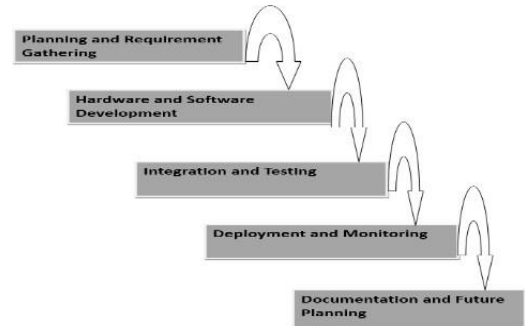 Planning and Requirement
Gathering
Hardware and Software
Development
Integration and Testing
Deployment and Monitoring
Documentation and Future
Planning